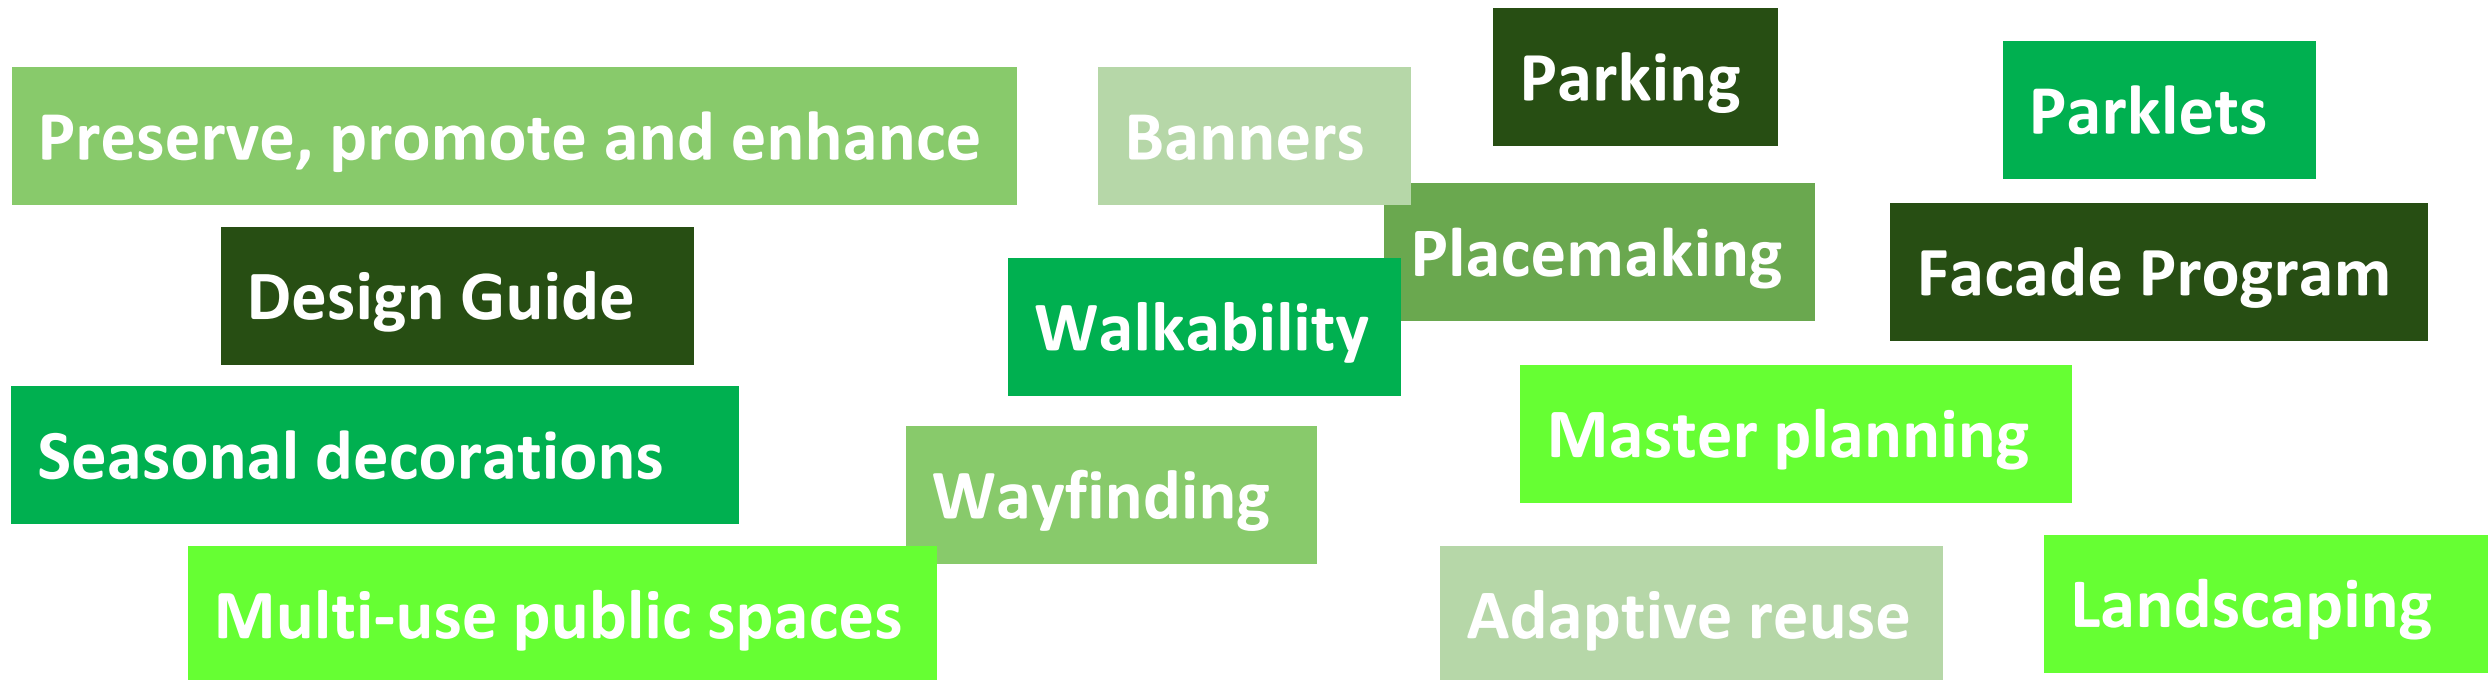 Parking
Parklets
Preserve, promote and enhance
Banners
Placemaking
Facade Program
Design Guide
Walkability
Master planning
Seasonal decorations
Wayfinding
Landscaping
Multi-use public spaces
Adaptive reuse